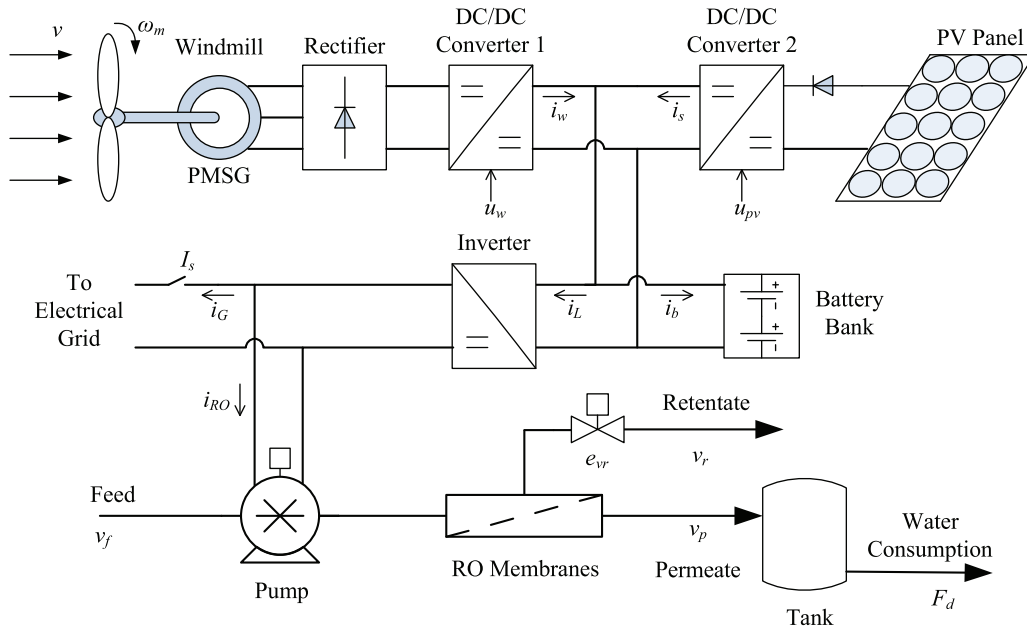 v
ω_m
Windmill
Rectifier
DC/DC
Converter 1
DC/DC
Converter 2
PV Panel
i_w
i_s
PMSG
u_w
u_pv
Inverter
To
Electrical
Grid
I_s
i_G
i_L
i_b
Battery
Bank
+
-
+
-
i_RO
Retentate
e_vr
v_r
Feed
v_f
Pump
RO Membranes
v_p
Permeate
Tank
Water
Consumption
F_d